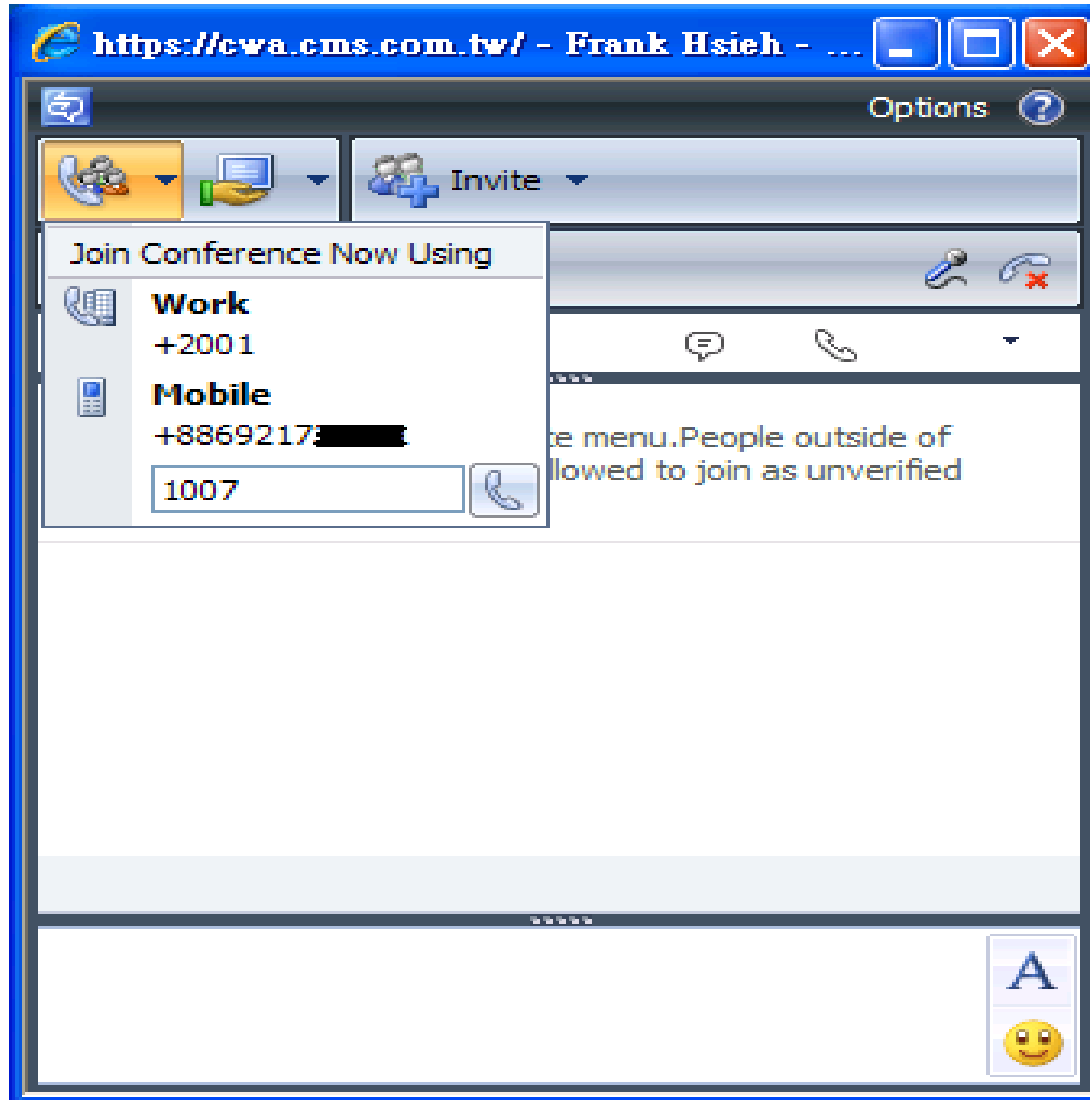 https://cwa.cms.com.tw/ - Frank Hsieh - ...
Options
Invite
Join Conference Now Using
Work
+2001
Mobile
+8869217
te menu.People outside of
llowed to join as unverified
1007
A